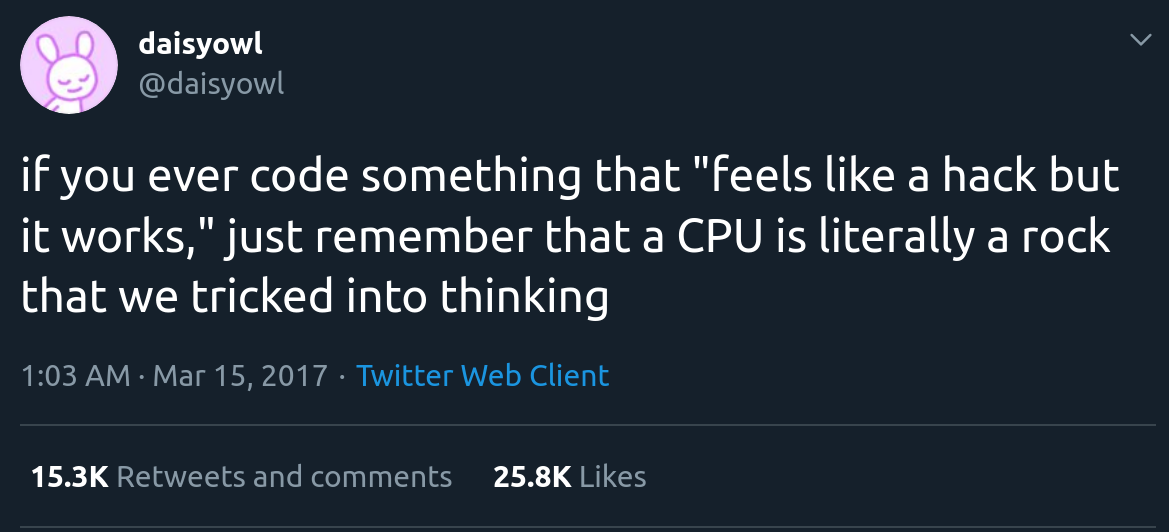 daisyowl
@daisyowl
if you ever code something that "feels like a hack but
it works," just remember that a CPU is literally a rock
that we tricked into thinking
1:03 AM · Mar 15, 2017 · Twitter Web Client
15.3K Retweets and comments 25.8K Likes